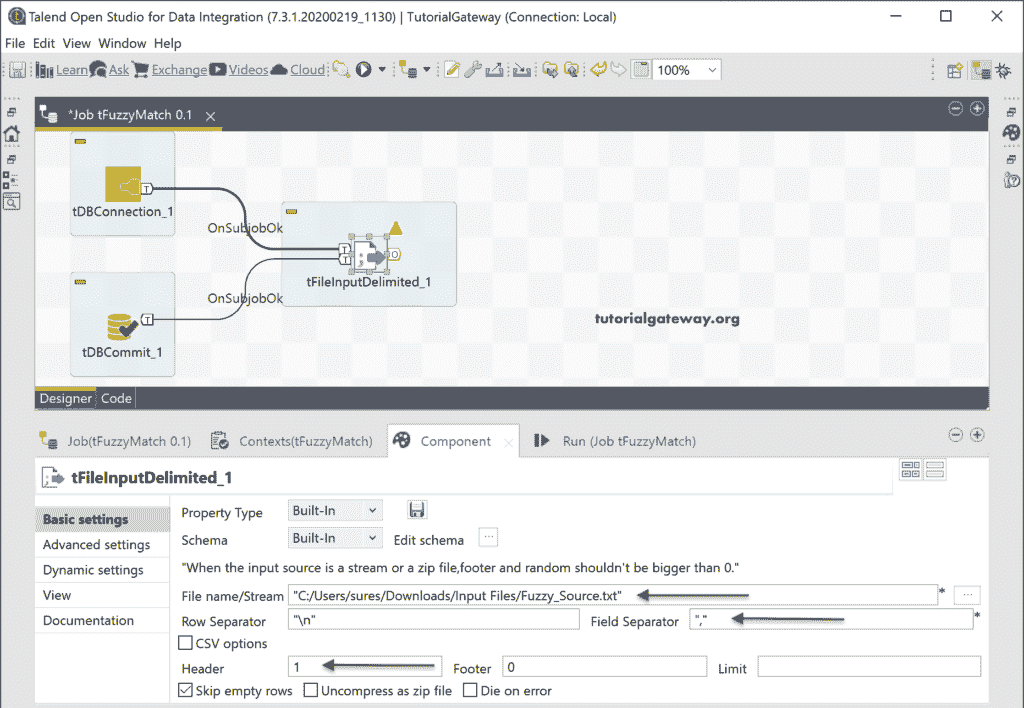 Talend Open Studio for Data Integration (7.3.1.20200219_1130) | TutorialGateway (Connection: Local)
File Edit View Window Help
Learn Ask Exchange Videos Cloud 100%
*Job tFuzzyMatch 0.1
T
tDBConnection_1
OnSubjobOk
T
T
O
tFileInputDelimited_1
OnSubjobOk
T
tDBCommit_1
tutorialgateway.org
Designer Code
Job(tFuzzyMatch 0.1) Contexts(tFuzzyMatch) Component Run (Job tFuzzyMatch)
tFileInputDelimited_1
Basic settings
Advanced settings
Dynamic settings
View
Documentation
Property Type Built-In
Schema Built-In Edit schema ...
"When the input source is a stream or a zip file,footer and random shouldn't be bigger than 0."
File name/Stream "C:/Users/sures/Downloads/Input Files/Fuzzy_Source.txt" * ...
Row Separator "\n" Field Separator "," *
CSV options
Header 1 Footer 0 Limit
Skip empty rows Uncompress as zip file Die on error